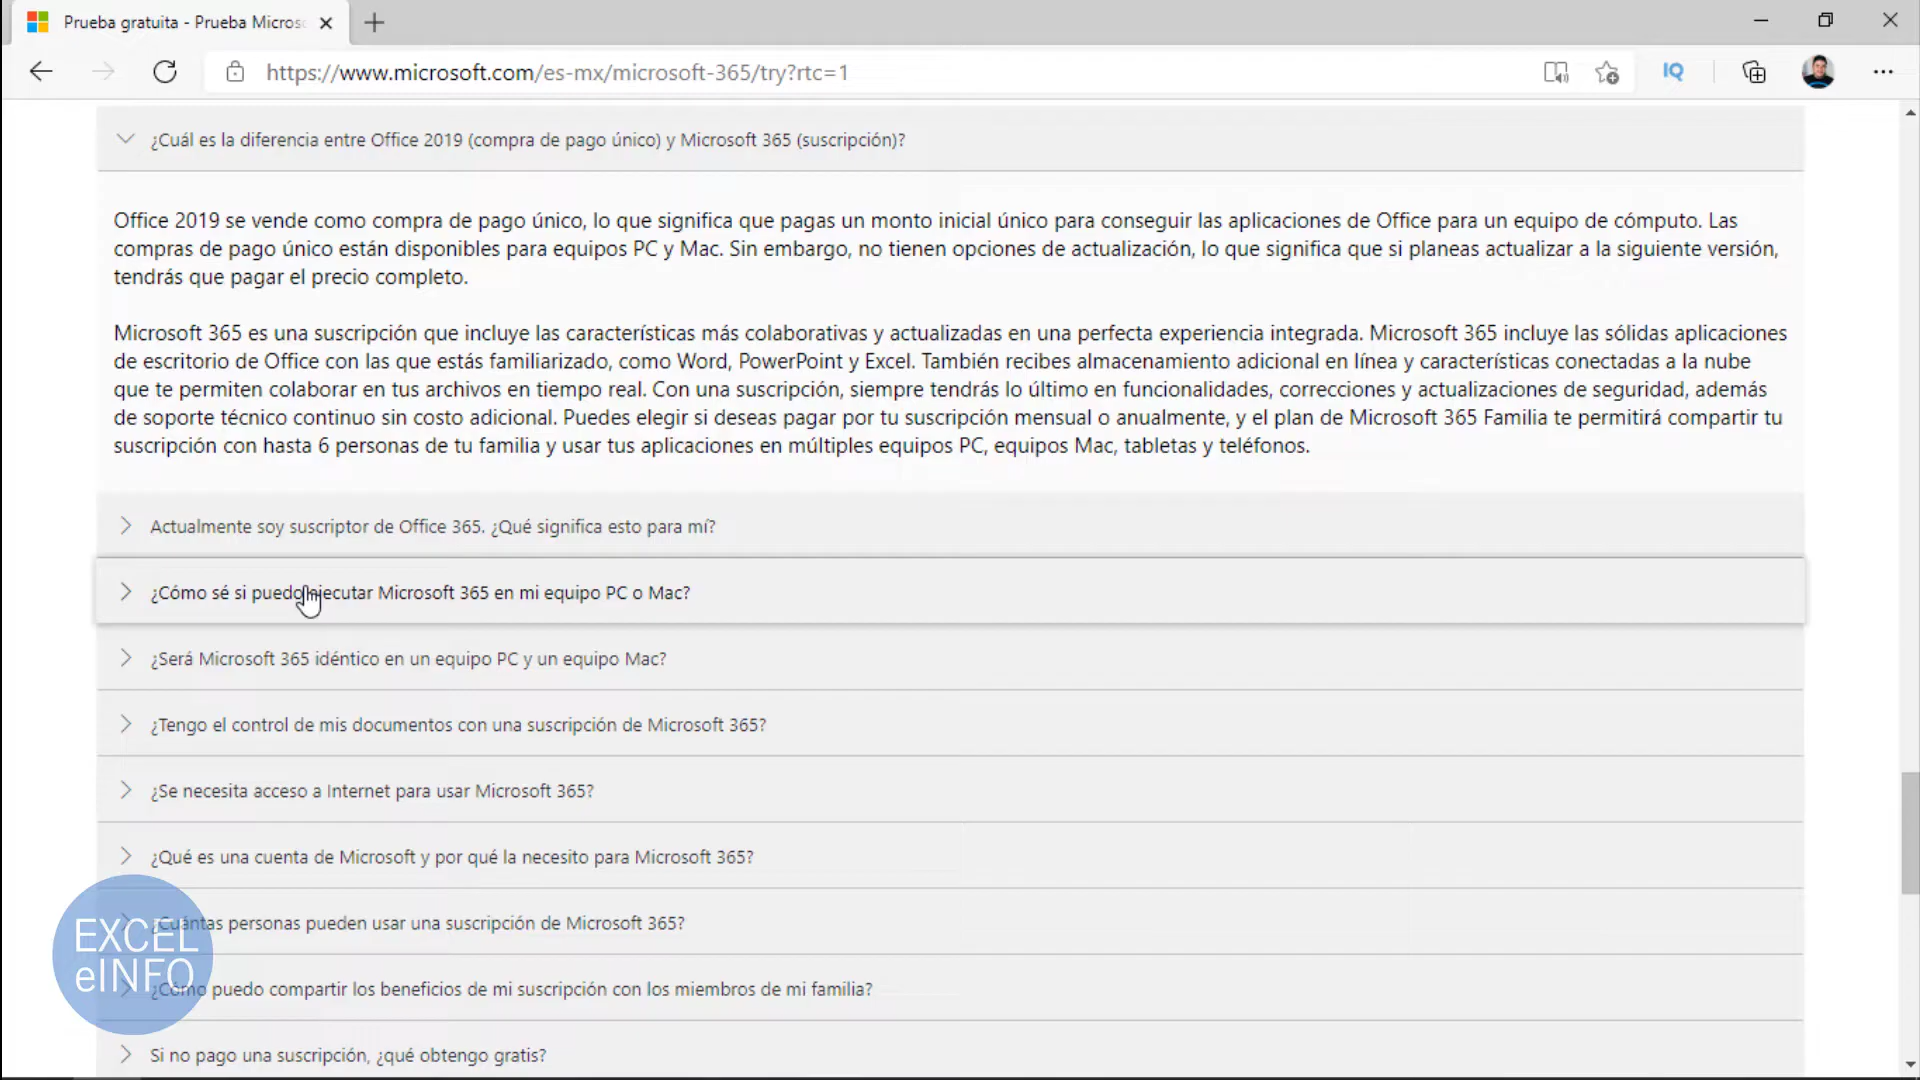 Prueba gratuita - Prueba Micros
https://www.microsoft.com/es-mx/microsoft-365/try?rtc=1
IQ
¿Cuál es la diferencia entre Office 2019 (compra de pago único) y Microsoft 365 (suscripción)?
Office 2019 se vende como compra de pago único, lo que significa que pagas un monto inicial único para conseguir las aplicaciones de Office para un equipo de cómputo. Las
compras de pago único están disponibles para equipos PC y Mac. Sin embargo, no tienen opciones de actualización, lo que significa que si planeas actualizar a la siguiente versión,
tendrás que pagar el precio completo.
Microsoft 365 es una suscripción que incluye las características más colaborativas y actualizadas en una perfecta experiencia integrada. Microsoft 365 incluye las sólidas aplicaciones
de escritorio de Office con las que estás familiarizado, como Word, PowerPoint y Excel. También recibes almacenamiento adicional en línea y características conectadas a la nube
que te permiten colaborar en tus archivos en tiempo real. Con una suscripción, siempre tendrás lo último en funcionalidades, correcciones y actualizaciones de seguridad, además
de soporte técnico continuo sin costo adicional. Puedes elegir si deseas pagar por tu suscripción mensual o anualmente, y el plan de Microsoft 365 Familia te permitirá compartir tu
suscripción con hasta 6 personas de tu familia y usar tus aplicaciones en múltiples equipos PC, equipos Mac, tabletas y teléfonos.
Actualmente soy suscriptor de Office 365. ¿Qué significa esto para mí?
¿Cómo sé si puedo ejecutar Microsoft 365 en mi equipo PC o Mac?
¿Será Microsoft 365 idéntico en un equipo PC y un equipo Mac?
¿Tengo el control de mis documentos con una suscripción de Microsoft 365?
¿Se necesita acceso a Internet para usar Microsoft 365?
¿Qué es una cuenta de Microsoft y por qué la necesito para Microsoft 365?
¿Cuántas personas pueden usar una suscripción de Microsoft 365?
¿Cómo puedo compartir los beneficios de mi suscripción con los miembros de mi familia?
Si no pago una suscripción, ¿qué obtengo gratis?
EXCEL
eINFO